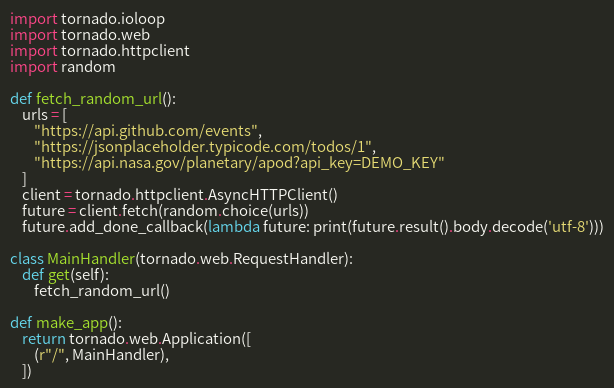 import tornado.ioloop
import tornado.web
import tornado.httpclient
import random

def fetch_random_url():
    urls = [
        "https://api.github.com/events",
        "https://jsonplaceholder.typicode.com/todos/1",
        "https://api.nasa.gov/planetary/apod?api_key=DEMO_KEY"
    ]
    client = tornado.httpclient.AsyncHTTPClient()
    future = client.fetch(random.choice(urls))
    future.add_done_callback(lambda future: print(future.result().body.decode('utf-8')))

class MainHandler(tornado.web.RequestHandler):
    def get(self):
        fetch_random_url()

def make_app():
    return tornado.web.Application([
        (r"/", MainHandler),
    ])